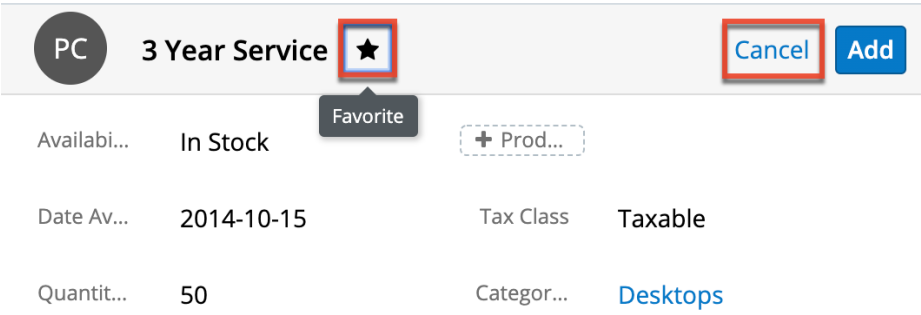 PC 3 Year Service ★ Cancel Add
Favorite
Availabi... In Stock + Prod...
Date Av... 2014-10-15 Tax Class Taxable
Quantit... 50 Categor... Desktops